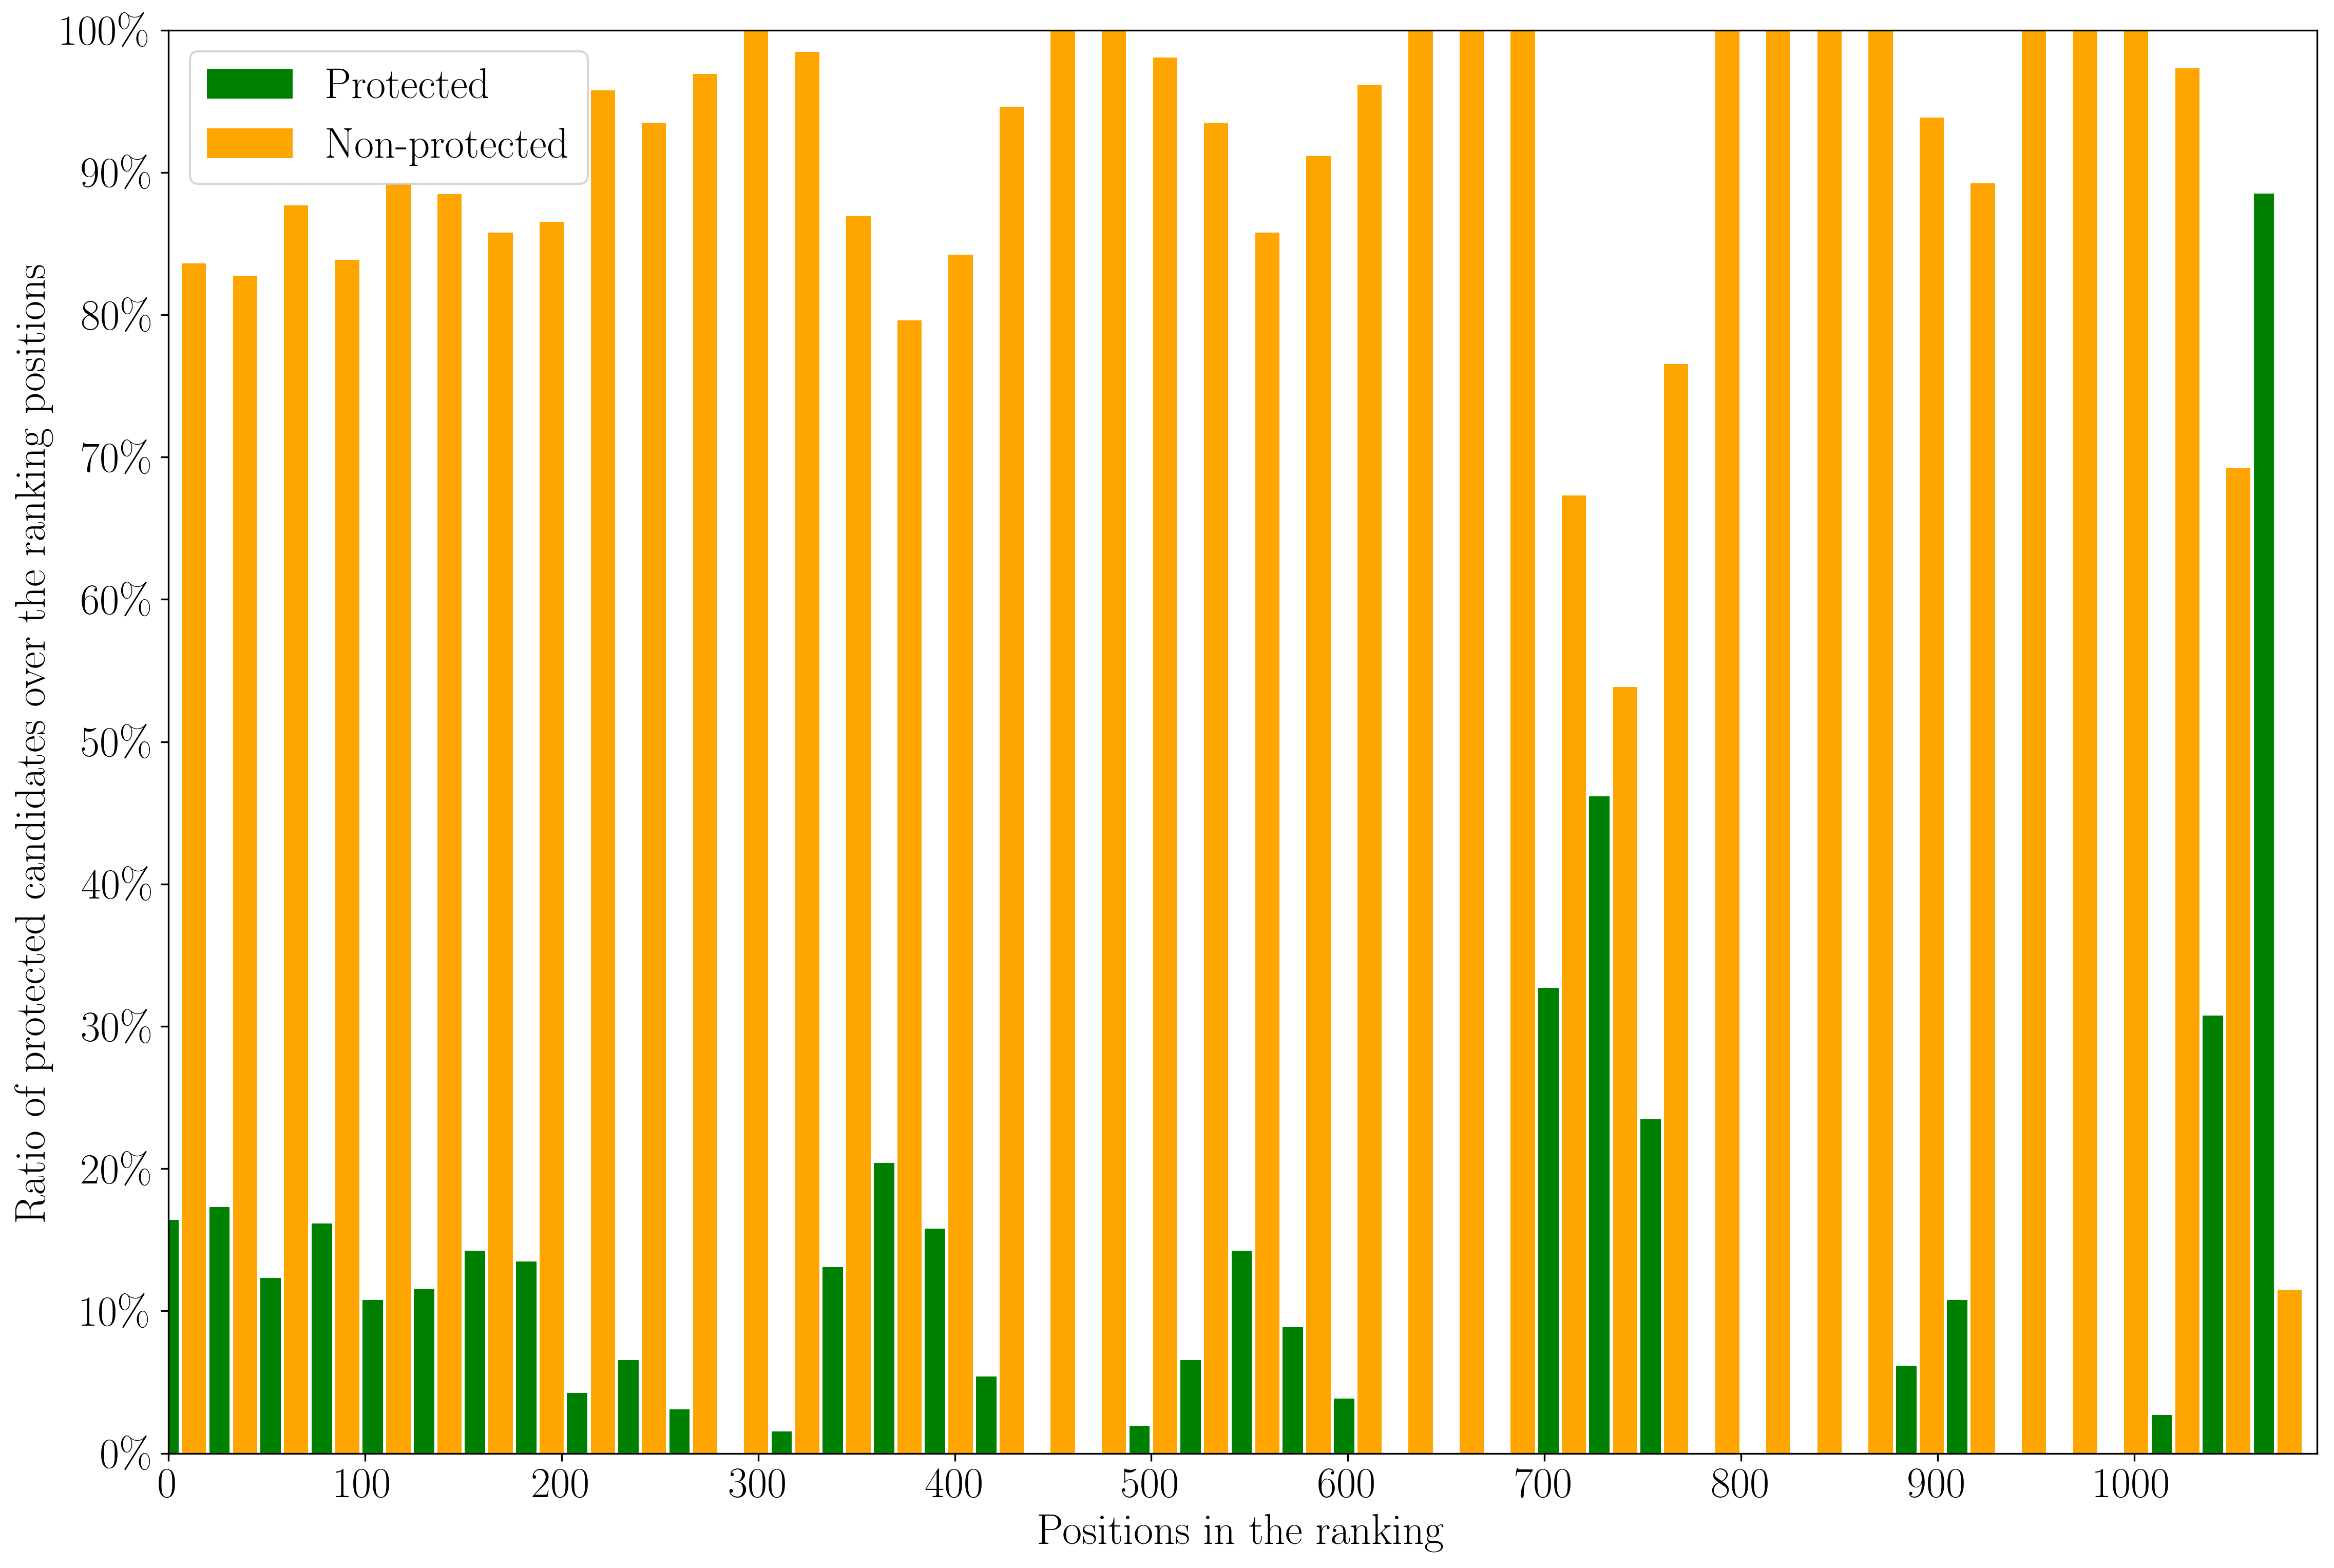 Protected
Non-protected
Ratio of protected candidates over the ranking positions
100%
90%
80%
70%
60%
50%
40%
30%
20%
10%
0%
0 100 200 300 400 500 600 700 800 900 1000
Positions in the ranking